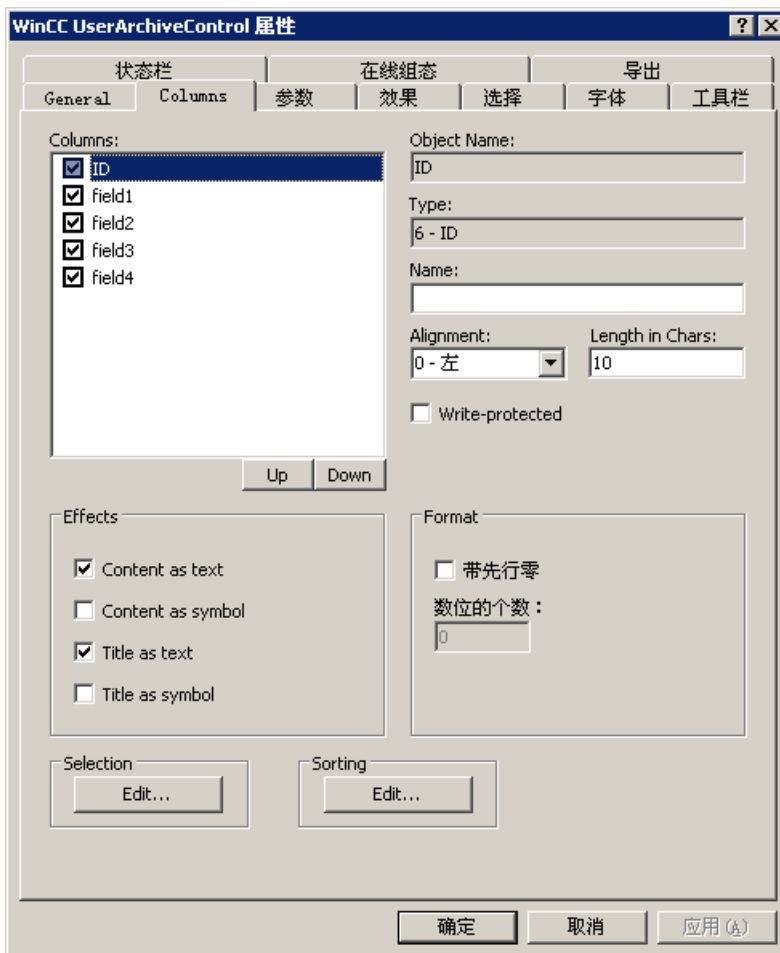 WinCC UserArchiveControl 属性
状态栏 在线组态 导出
General Columns 参数 效果 选择 字体 工具栏
Columns:
ID
field1
field2
field3
field4
Up Down
Object Name:
ID
Type:
6 - ID
Name:
Alignment: Length in Chars:
0 - 左 10
Write-protected
Effects
Content as text
Content as symbol
Title as text
Title as symbol
Format
带先行零
数位的个数：
0
Selection
Edit...
Sorting
Edit...
确定 取消 应用(A)